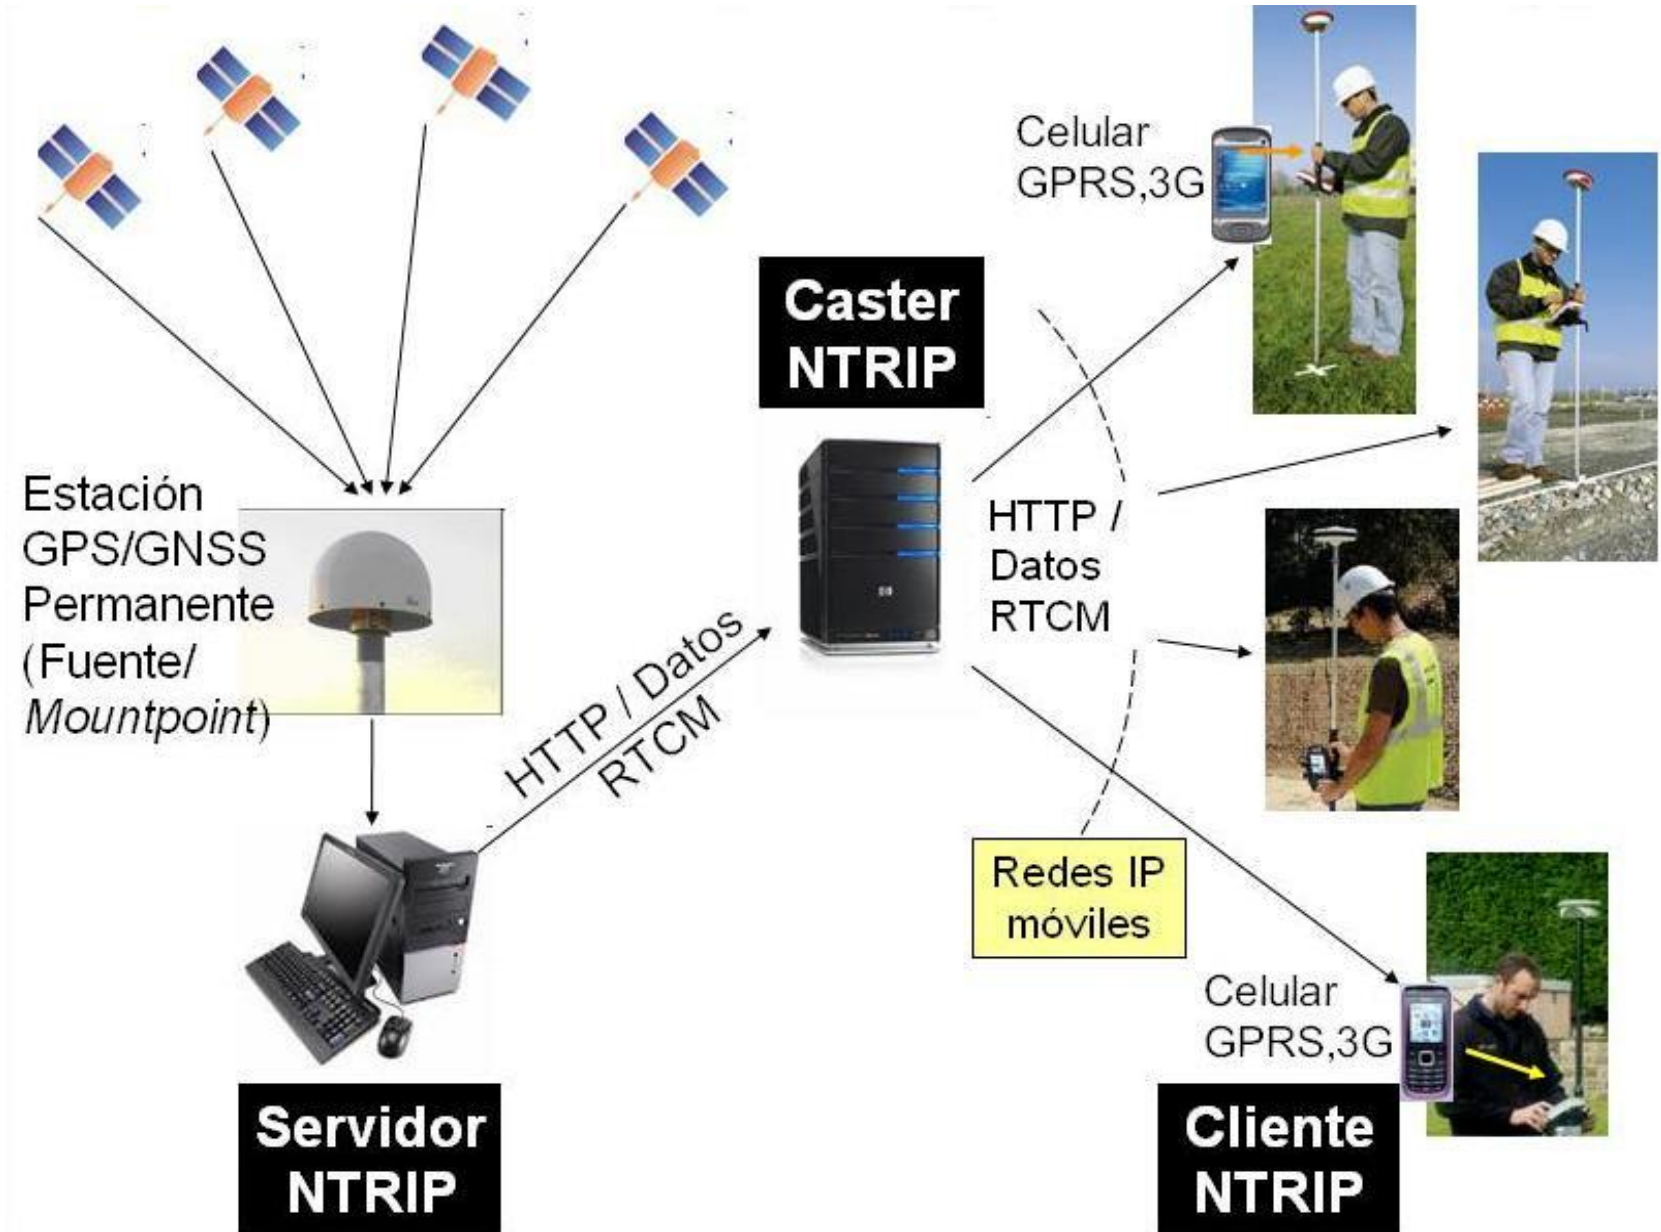 Celular
GPRS,3G
Caster
NTRIP
Estación
GPS/GNSS
Permanente
(Fuente/
Mountpoint)
HTTP / Datos
RTCM
HTTP /
Datos
RTCM
Redes IP
móviles
Celular
GPRS,3G
Servidor
NTRIP
Cliente
NTRIP